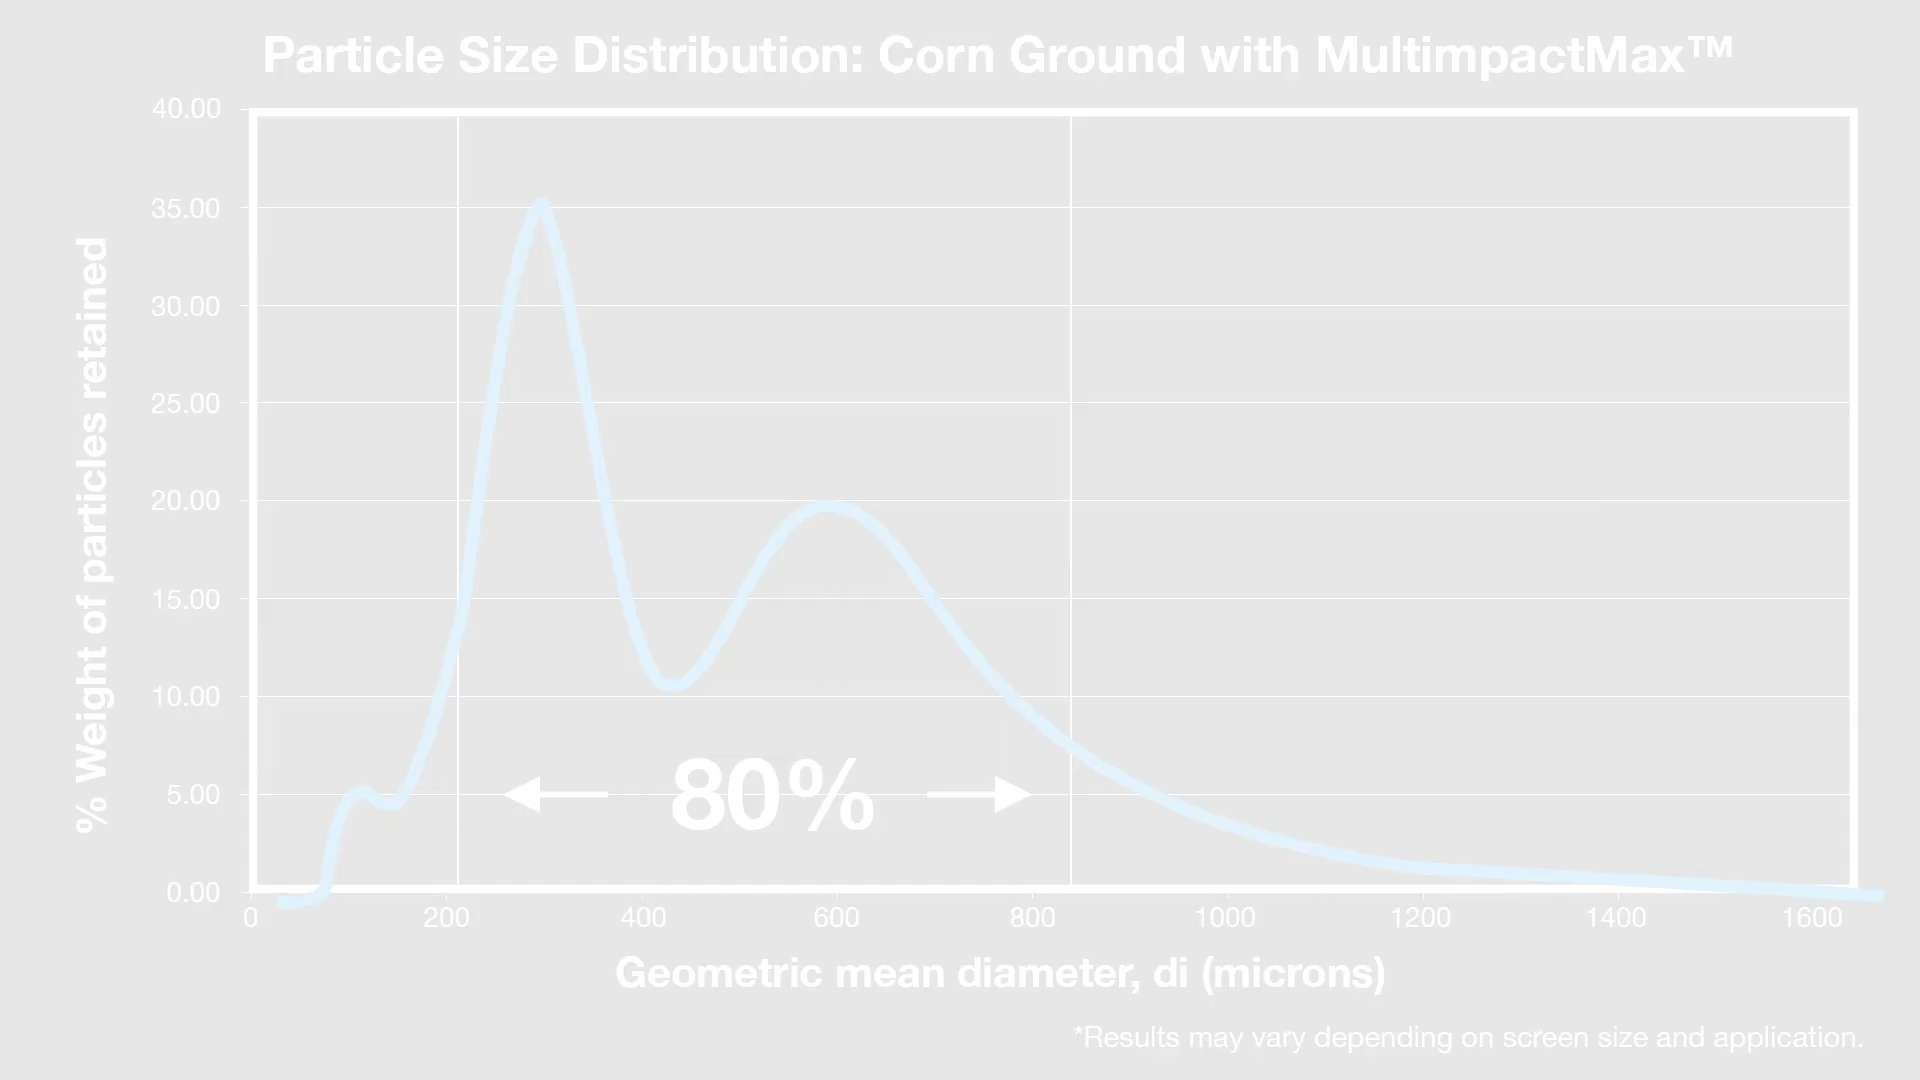 Particle Size Distribution: Corn Ground with MultimpactMax™
40.00
35.00
30.00
25.00
20.00
15.00
10.00
5.00
0.00
% Weight of particles retained
80%
0 200 400 600 800 1000 1200 1400 1600
Geometric mean diameter, di (microns)
*Results may vary depending on screen size and application.